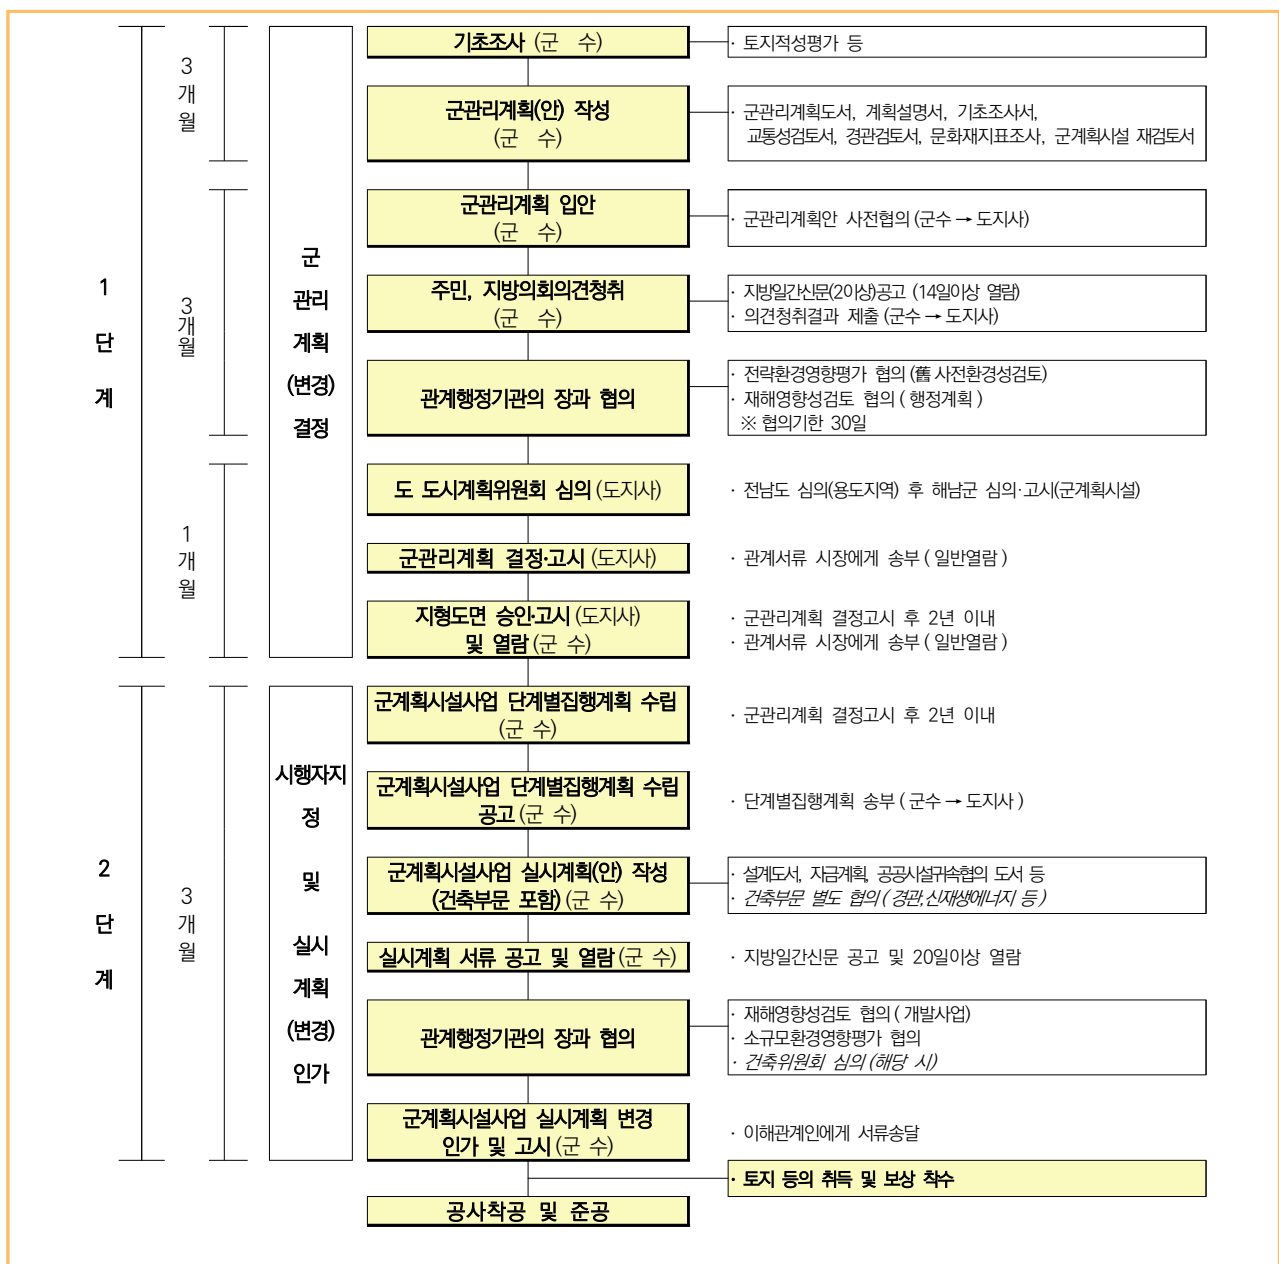 1
단
계
3
개
월
3
개
월
1
개
월
군
관리
계획
(변경)
결정
기초조사 (군 수)
· 토지적성평가 등
군관리계획(안) 작성
(군 수)
· 군관리계획도서, 계획설명서, 기초조사서,
교통성검토서, 경관검토서, 문화재지표조사, 군계획시설 재검토서
군관리계획 입안
(군 수)
· 군관리계획안 사전협의 (군수 → 도지사)
주민, 지방의회의견청취
(군 수)
· 지방일간신문(2이상)공고 (14일이상 열람)
· 의견청취결과 제출 (군수 → 도지사)
관계행정기관의 장과 협의
· 전략환경영향평가 협의 (舊 사전환경성검토)
· 재해영향성검토 협의 ( 행정계획 )
※ 협의기한 30일
도 도시계획위원회 심의 (도지사)
· 전남도 심의(용도지역) 후 해남군 심의·고시(군계획시설)
군관리계획 결정·고시 (도지사)
· 관계서류 시장에게 송부 ( 일반열람 )
지형도면 승인·고시 (도지사)
및 열람 (군 수)
· 군관리계획 결정고시 후 2년 이내
· 관계서류 시장에게 송부 ( 일반열람 )
2
단
계
3
개
월
시행자지
정
및
실시
계획
(변경)
인가
군계획시설사업 단계별집행계획 수립
(군 수)
· 군관리계획 결정고시 후 2년 이내
군계획시설사업 단계별집행계획 수립
공고 (군 수)
· 단계별집행계획 송부 ( 군수 → 도지사 )
군계획시설사업 실시계획(안) 작성
(건축부문 포함) (군 수)
· 설계도서, 자금계획, 공공시설귀속협의 도서 등
· 건축부문 별도 협의 ( 경관,신재생에너지 등 )
실시계획 서류 공고 및 열람 (군 수)
· 지방일간신문 공고 및 20일이상 열람
관계행정기관의 장과 협의
· 재해영향성검토 협의 ( 개발사업)
· 소규모환경영향평가 협의
· 건축위원회 심의 (해당 시)
군계획시설사업 실시계획 변경
인가 및 고시 (군 수)
· 이해관계인에게 서류송달
· 토지 등의 취득 및 보상 착수
공사착공 및 준공